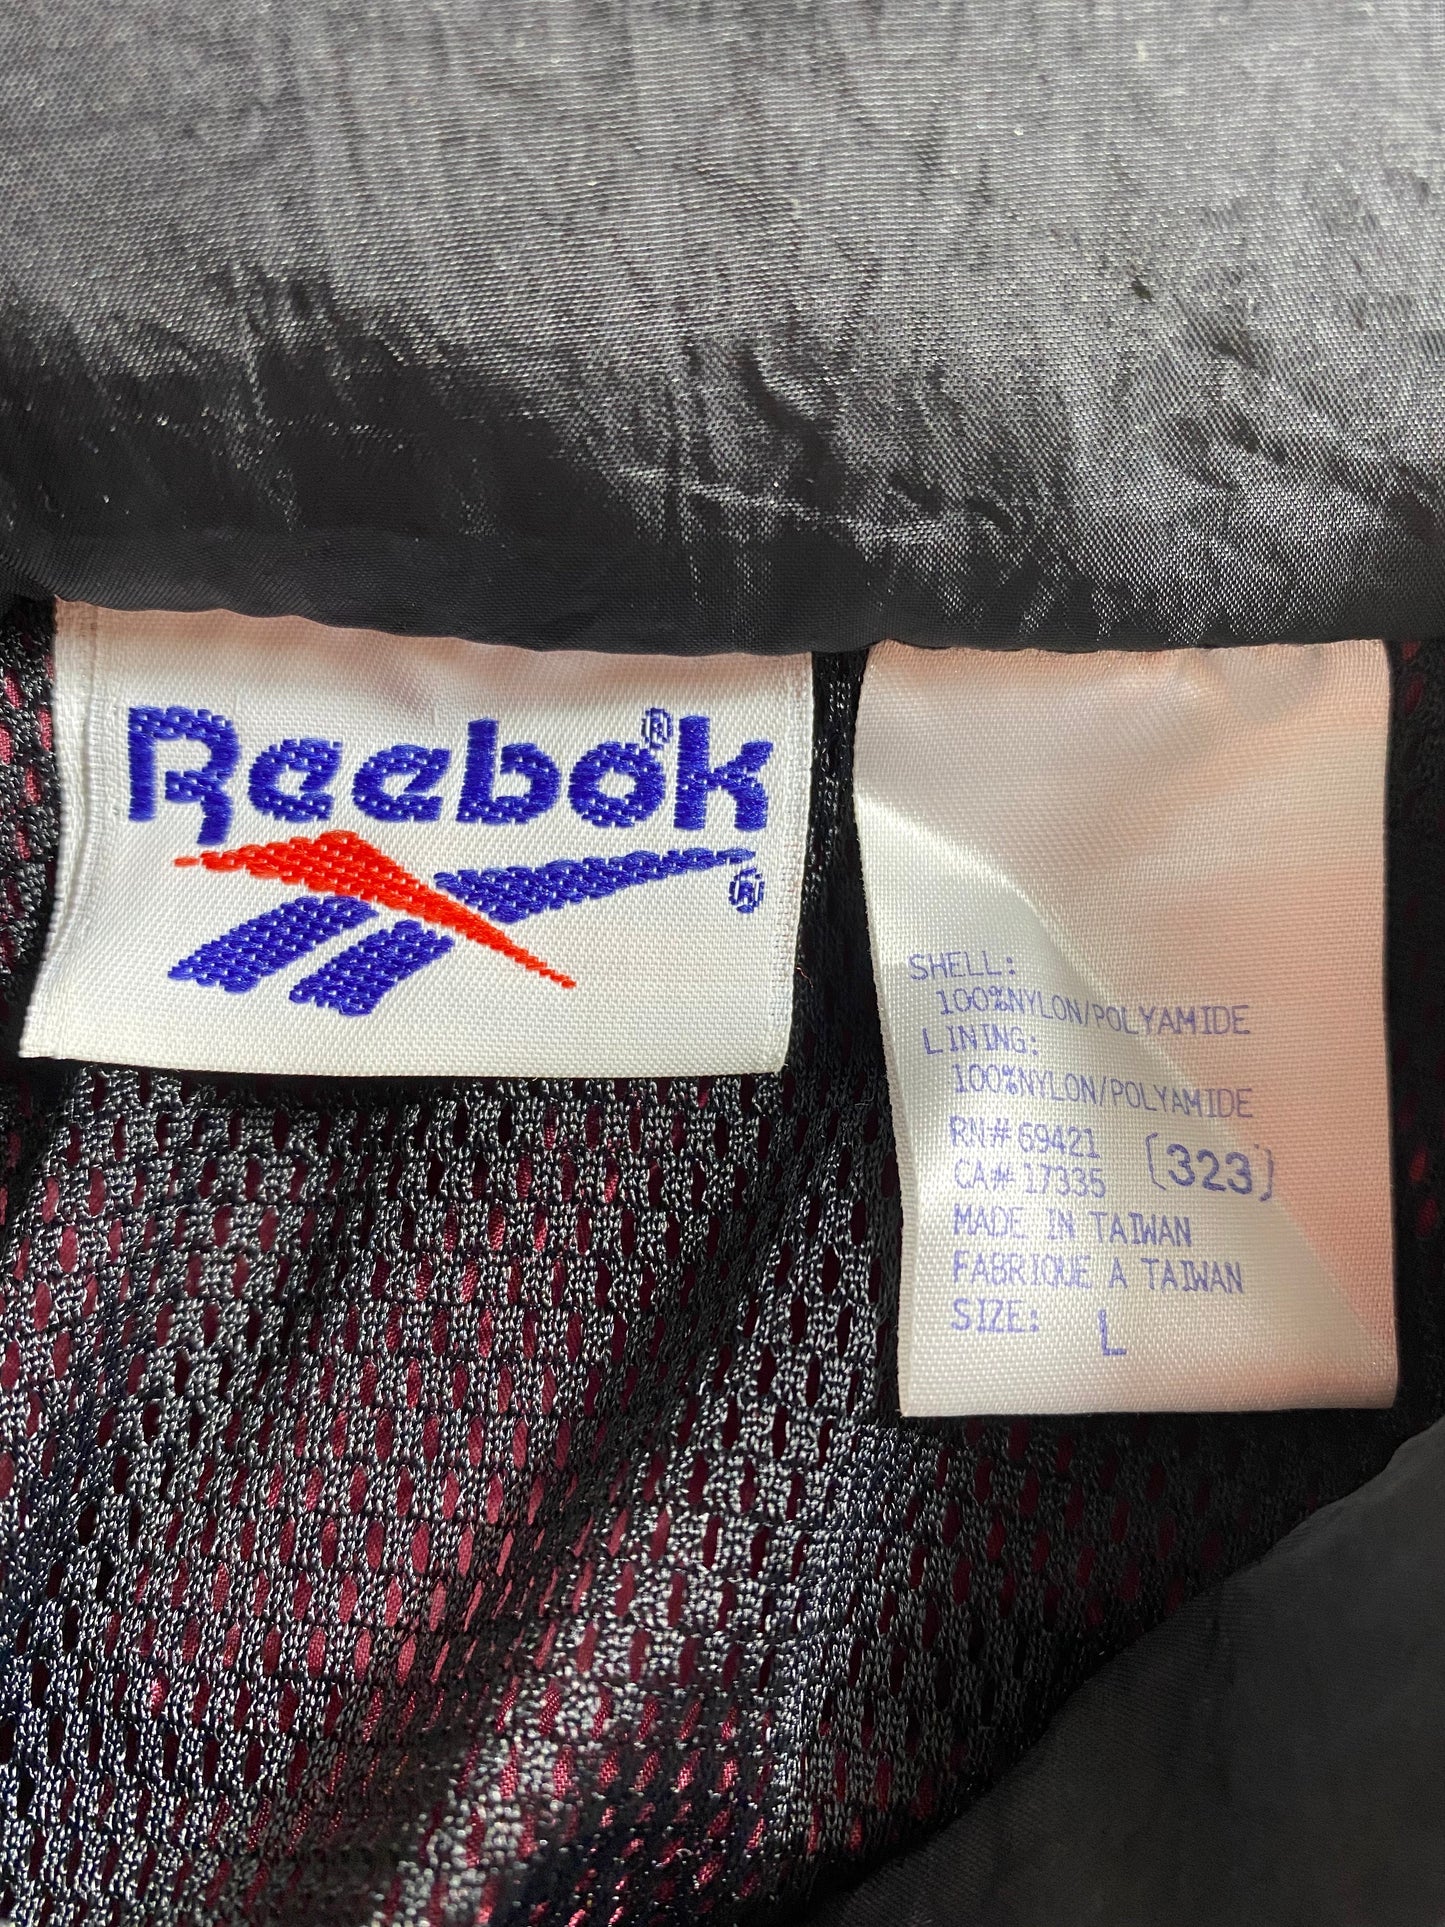 Reebok®
®
SHELL:
100%NYLON/POLYAMIDE
LINING:
100%NYLON/POLYAMIDE
RN# 69421
CA# 17335 [323]
MADE IN TAIWAN
FABRIQUE A TAIWAN
SIZE: L